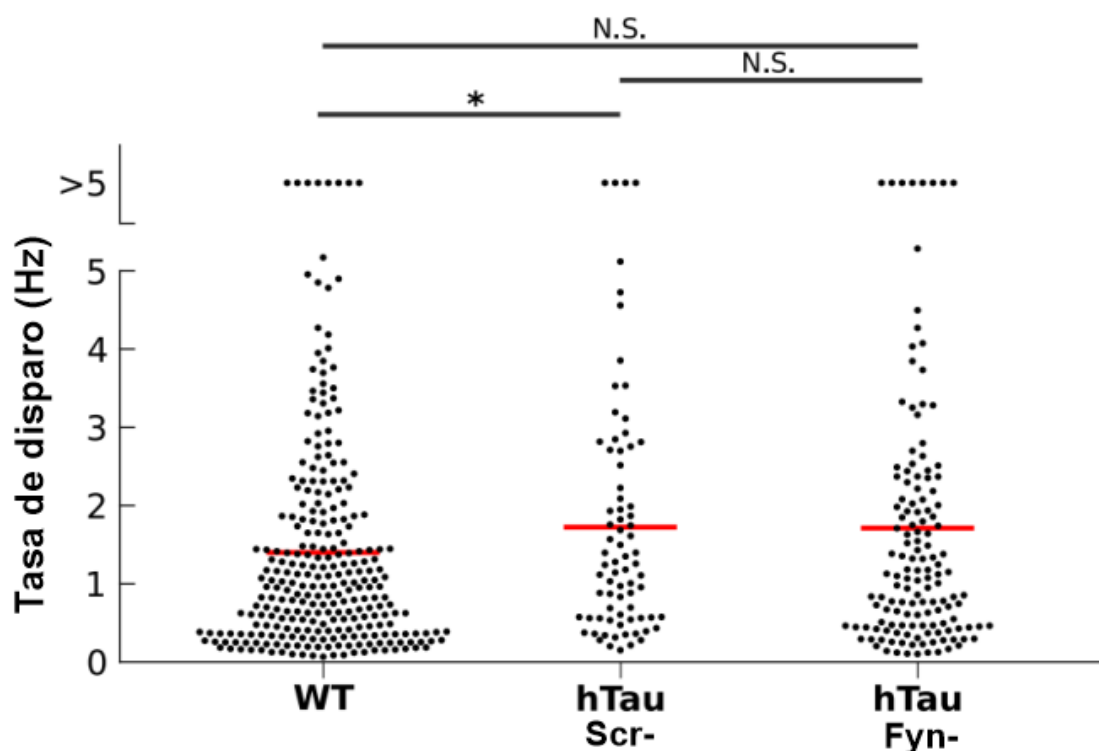 N.S.
N.S.
*
>5
5
4
3
2
1
0
Tasa de disparo (Hz)
WT
hTau
Scr-
hTau
Fyn-